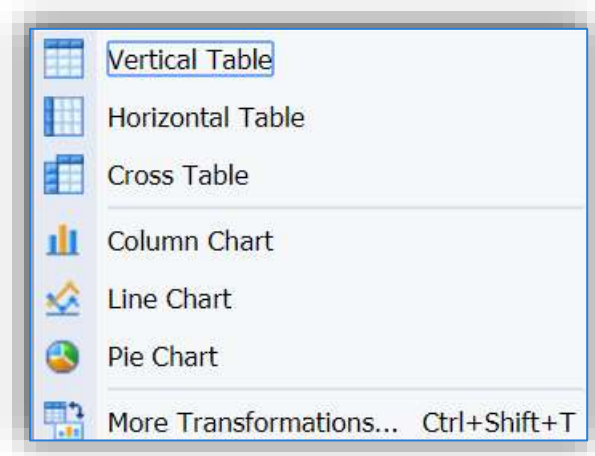 Vertical Table
Horizontal Table
Cross Table
Column Chart
Line Chart
Pie Chart
More Transformations... Ctrl+Shift+T